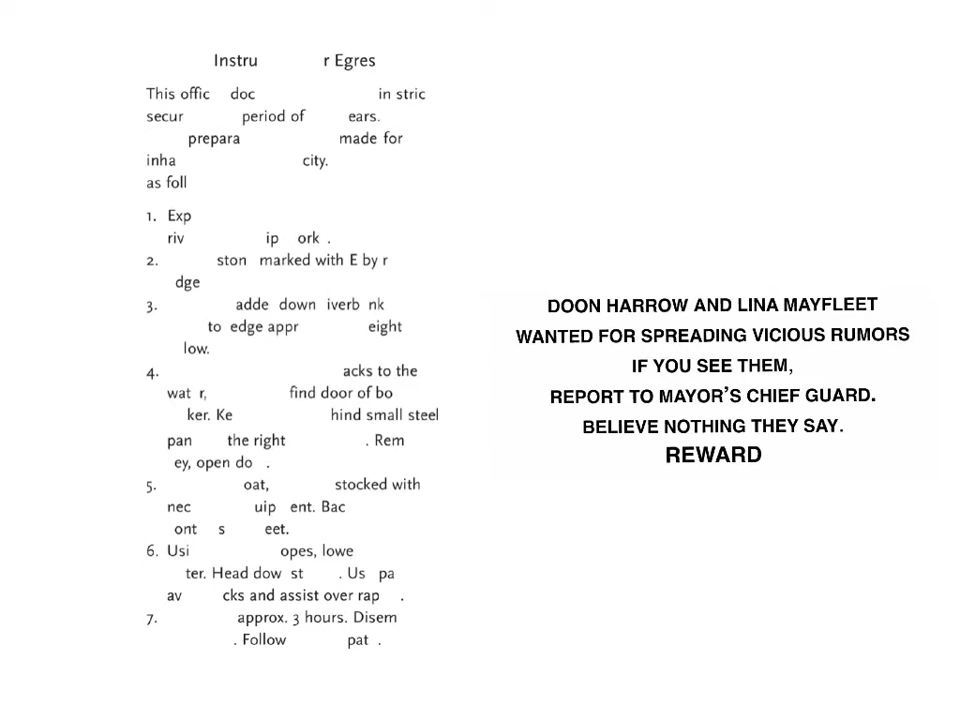 Instru r Egres
This offic doc in stric
secur period of ears.
prepara made for
inha city.
as foll
1. Exp
riv ip ork .
2. ston marked with E by r
dge
3. adde down iverb nk
to edge appr eight
low.
4. acks to the
wat r, find door of bo
ker. Ke hind small steel
pan the right . Rem
ey, open do .
5. oat, stocked with
nec uip ent. Bac
ont s eet.
6. Usi opes, lowe
ter. Head dow st . Us pa
av cks and assist over rap .
7. approx. 3 hours. Disem
. Follow pat .
DOON HARROW AND LINA MAYFLEET
WANTED FOR SPREADING VICIOUS RUMORS
IF YOU SEE THEM,
REPORT TO MAYOR'S CHIEF GUARD.
BELIEVE NOTHING THEY SAY.
REWARD